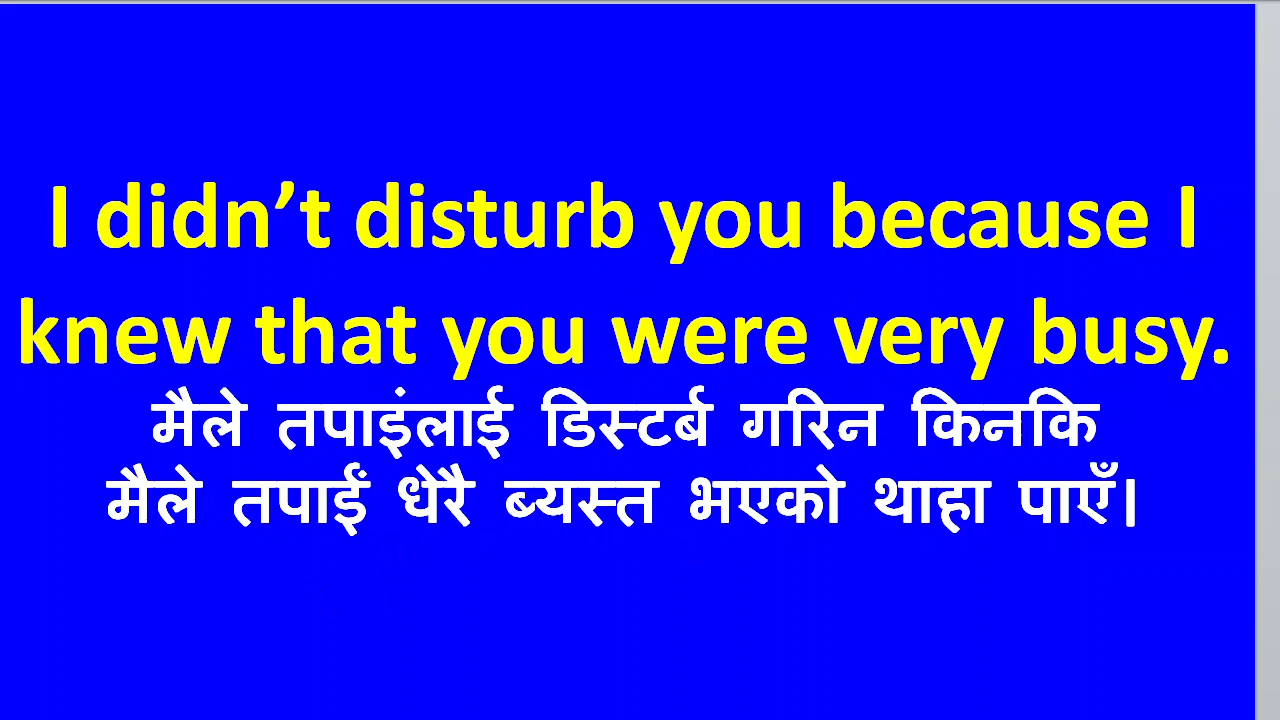 I didn’t disturb you because I
knew that you were very busy.
मैले तपाइंलाई डिस्टर्ब गरिन किनकि
मैले तपाईं धेरै ब्यस्त भएको थाहा पाएँ।